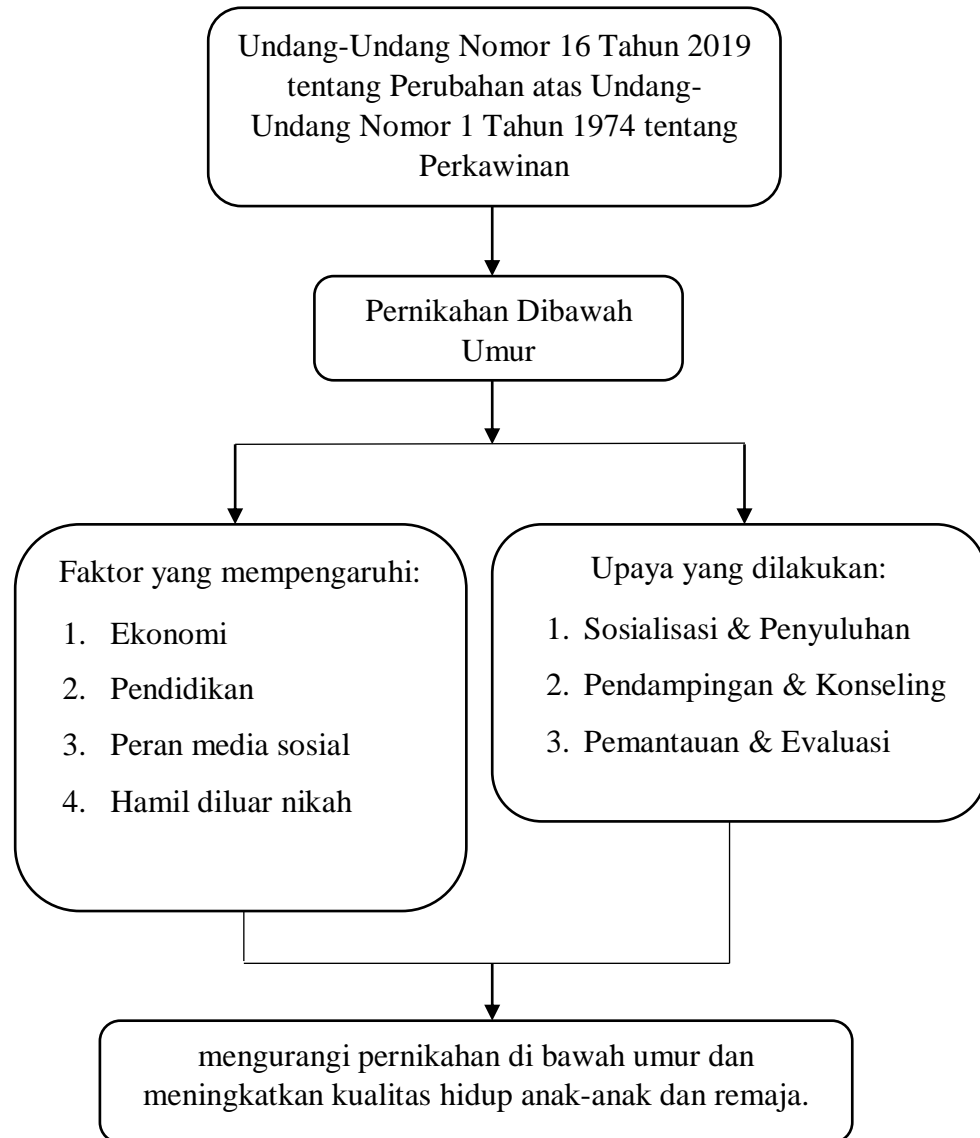 Undang-Undang Nomor 16 Tahun 2019
tentang Perubahan atas Undang-
Undang Nomor 1 Tahun 1974 tentang
Perkawinan
Pernikahan Dibawah
Umur
Faktor yang mempengaruhi:
1. Ekonomi
2. Pendidikan
3. Peran media sosial
4. Hamil diluar nikah
Upaya yang dilakukan:
1. Sosialisasi & Penyuluhan
2. Pendampingan & Konseling
3. Pemantauan & Evaluasi
mengurangi pernikahan di bawah umur dan
meningkatkan kualitas hidup anak-anak dan remaja.